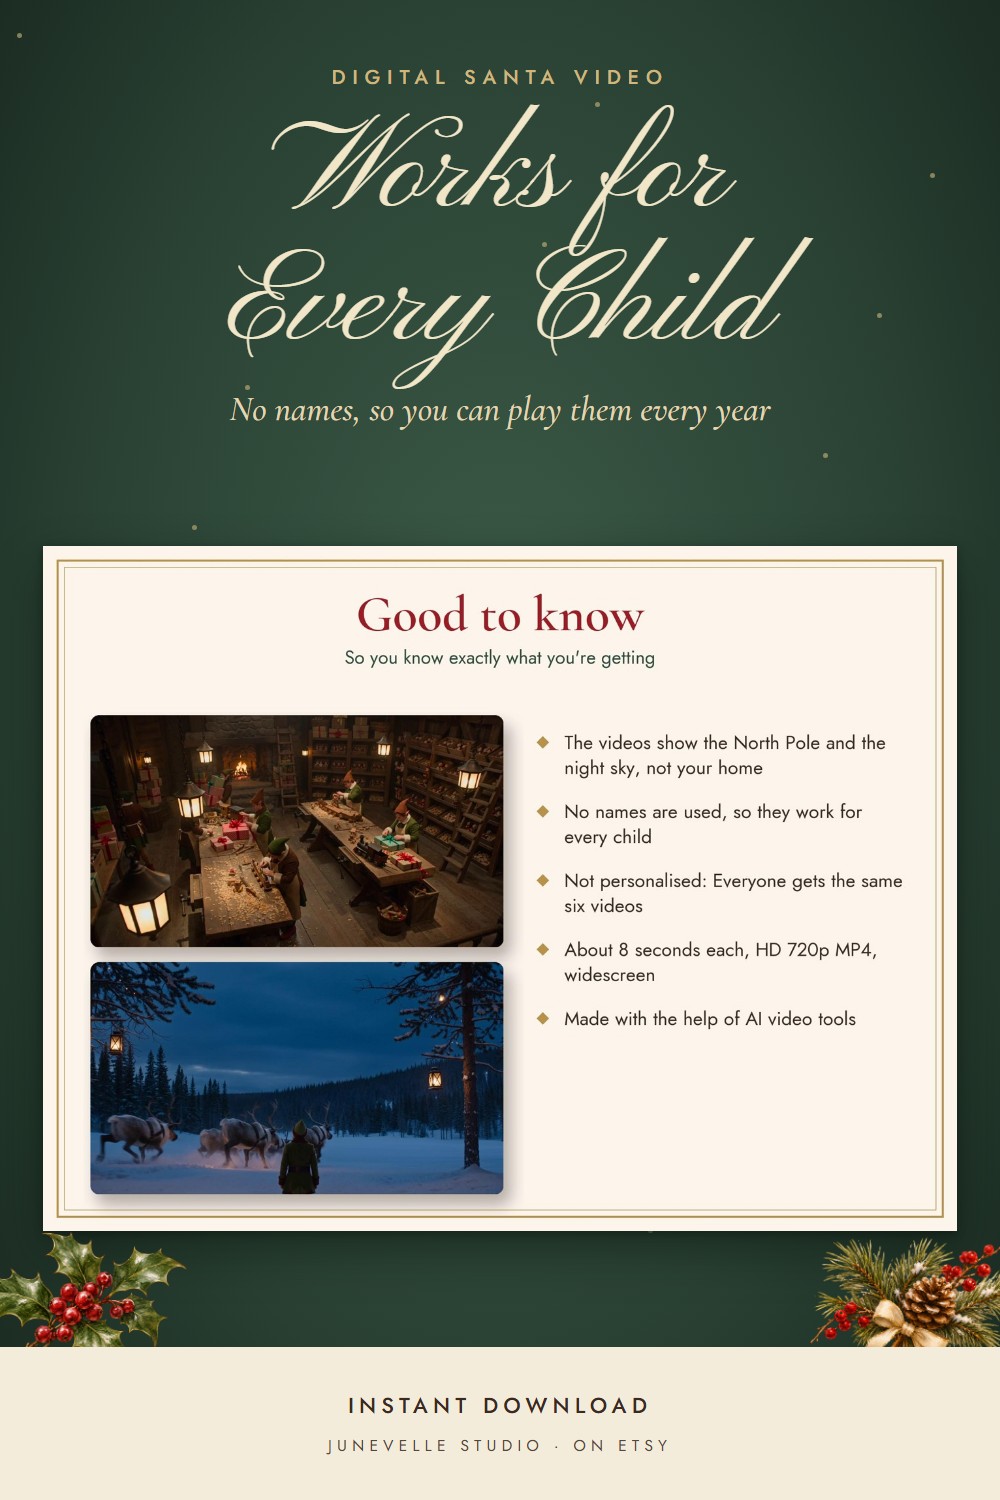 DIGITAL SANTA VIDEO
Works for
Every Child
No names, so you can play them every year
Good to know
So you know exactly what you're getting
The videos show the North Pole and the
night sky, not your home
No names are used, so they work for
every child
Not personalised: Everyone gets the same
six videos
About 8 seconds each, HD 720p MP4,
widescreen
Made with the help of AI video tools
INSTANT DOWNLOAD
JUNEVELLE STUDIO · ON ETSY